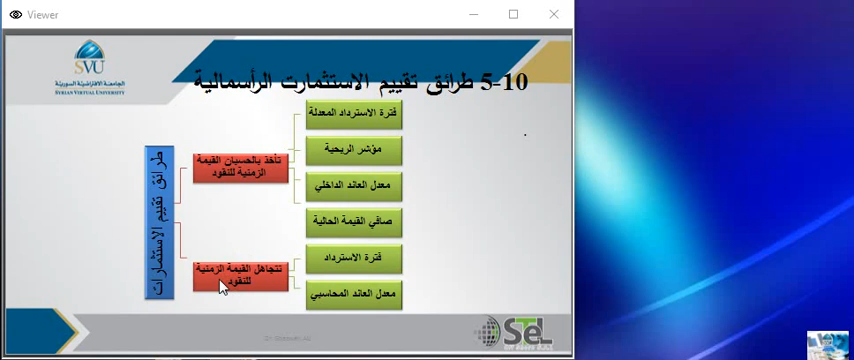 Viewer
SVU
الجامعة الافتراضية السورية
SYRIAN VIRTUAL UNIVERSITY
5-10 طرائق تقييم الاستثمارت الرأسمالية
طرائق تقييم الاستثمارات
تأخذ بالحسبان القيمة
الزمنية للنقود
فترة الاسترداد المعدلة
مؤشر الربحية
معدل العائد الداخلي
صافي القيمة الحالية
تتجاهل القيمة الزمنية
للنقود
فترة الاسترداد
معدل العائد المحاسبي